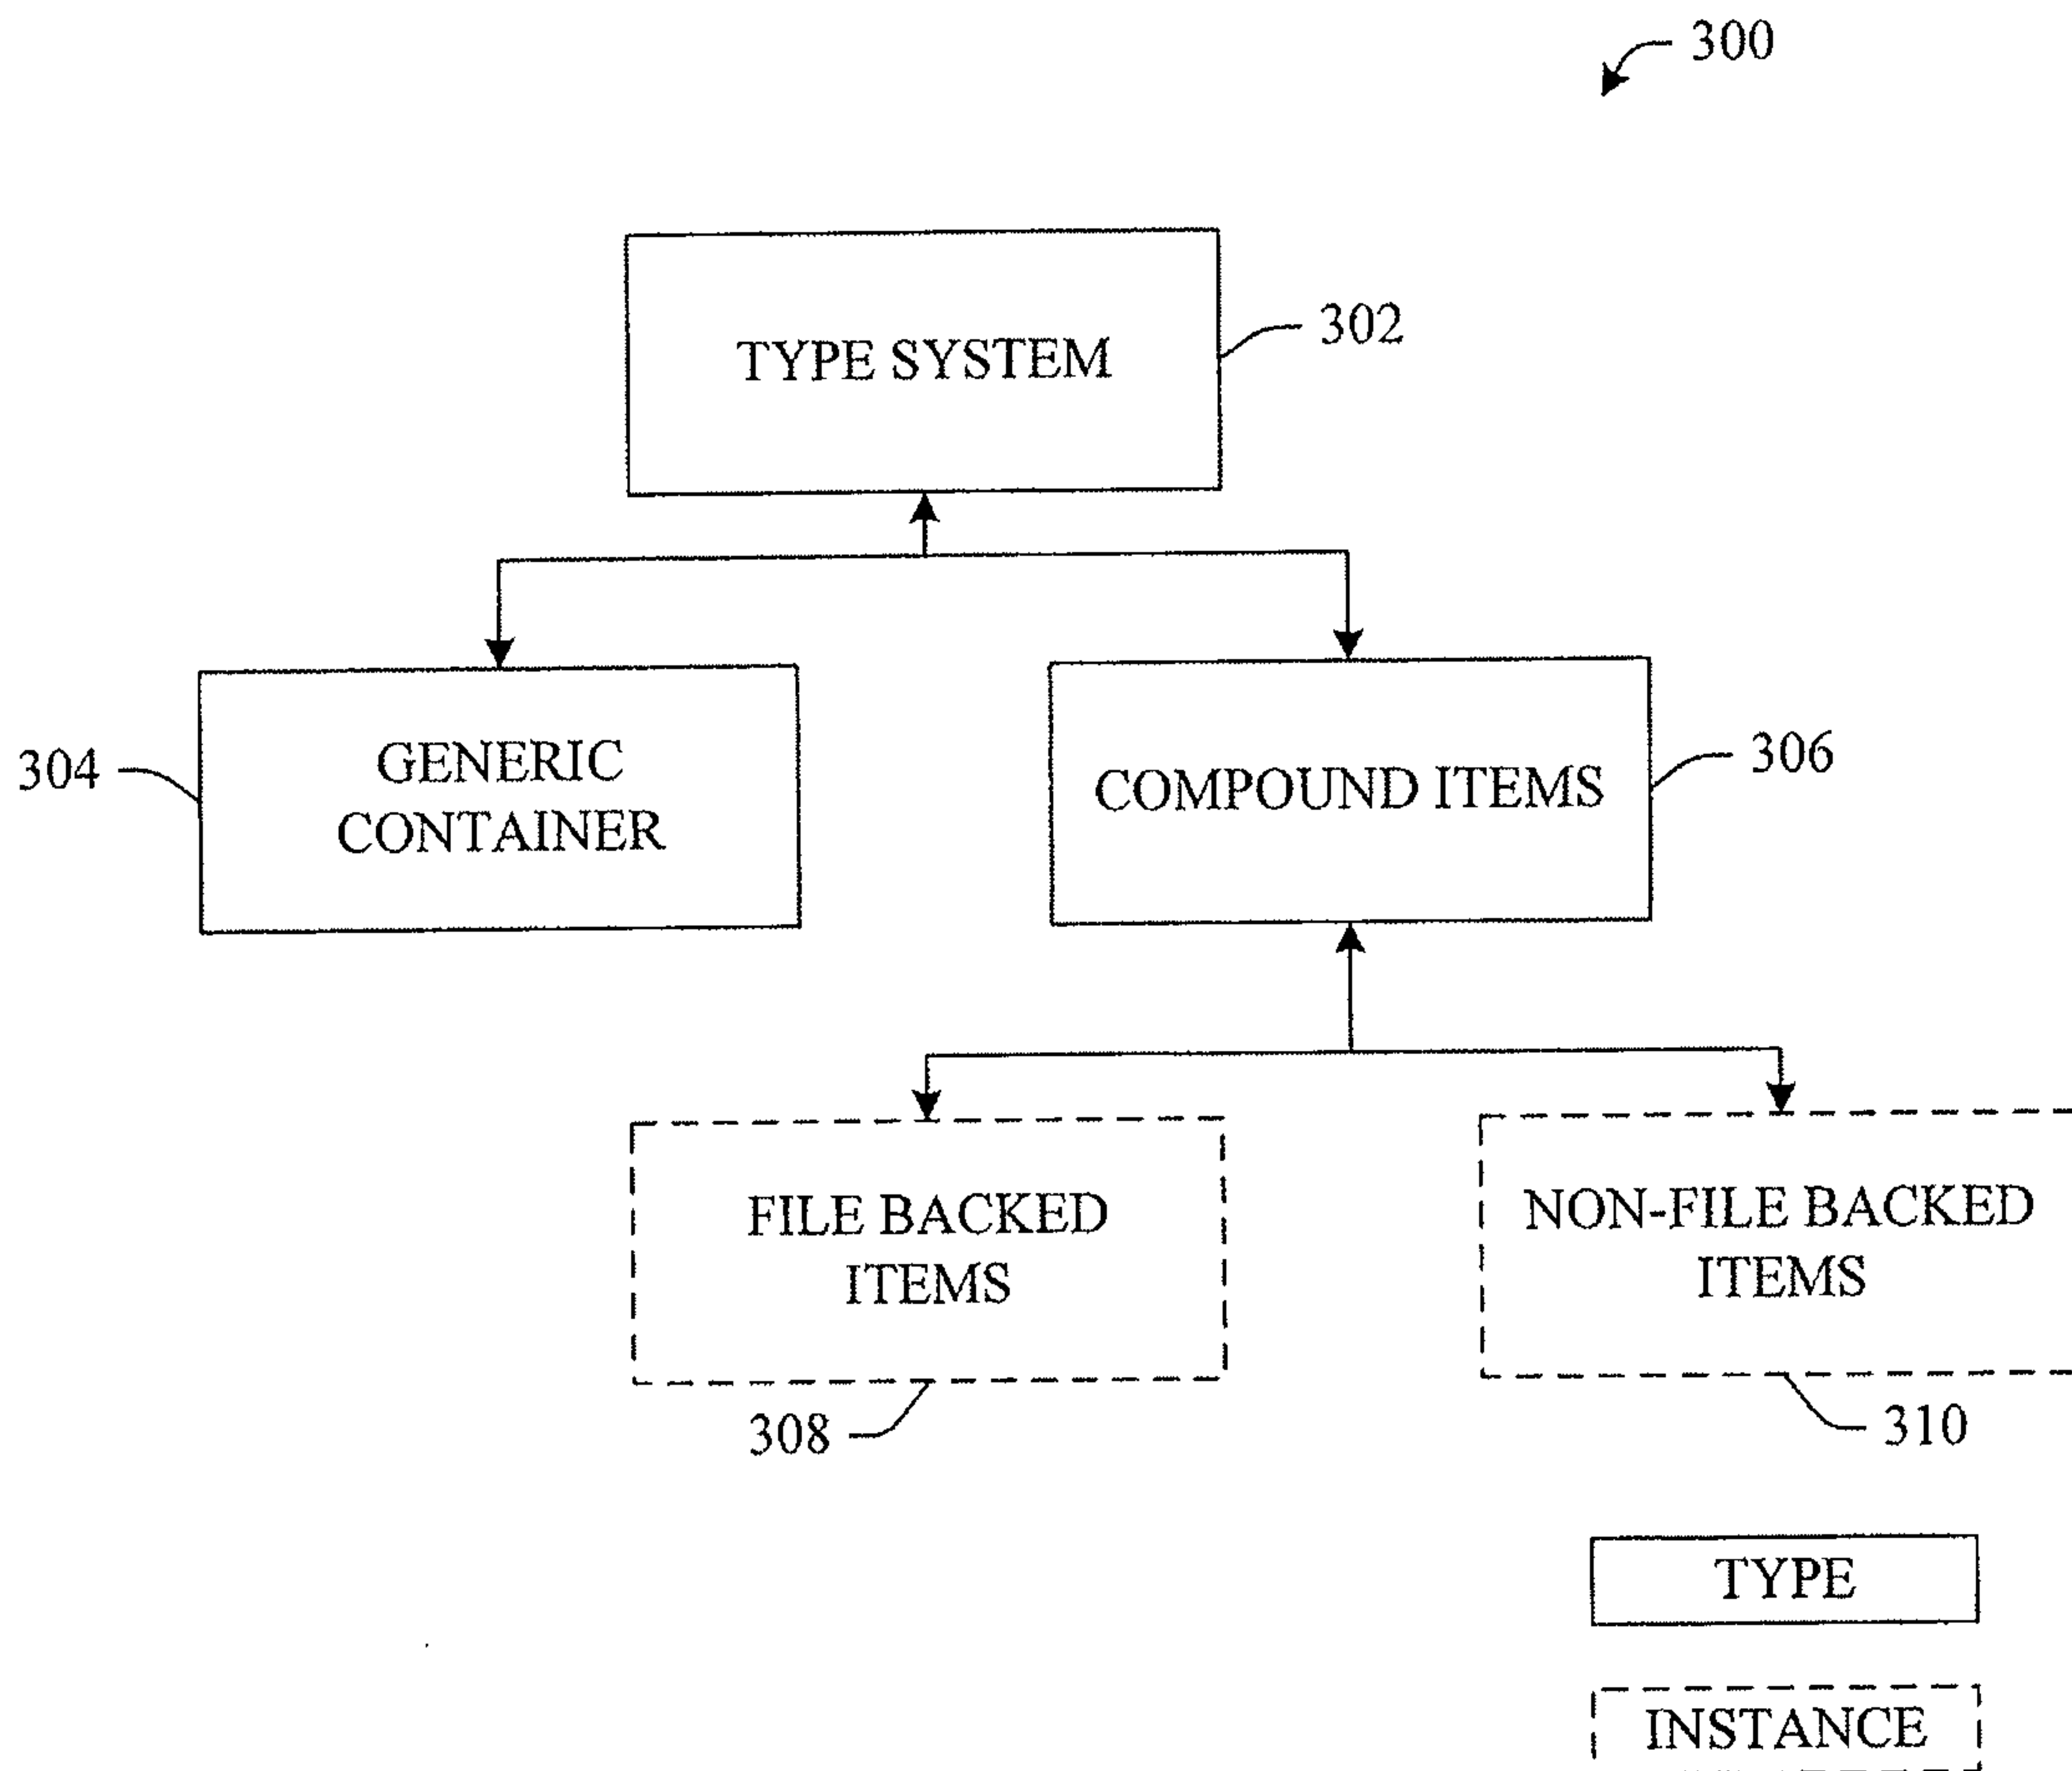 300
TYPE SYSTEM
302
GENERIC
CONTAINER
304
COMPOUND ITEMS
306
FILE BACKED
ITEMS
308
NON-FILE BACKED
ITEMS
310
TYPE
INSTANCE